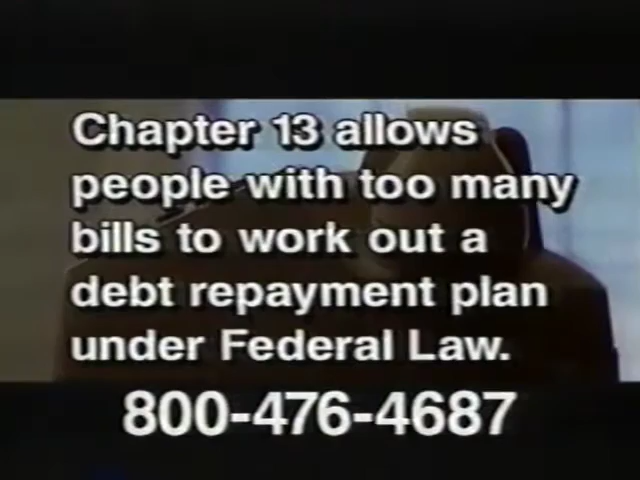 Chapter 13 allows
people with too many
bills to work out a
debt repayment plan
under Federal Law.
800-476-4687